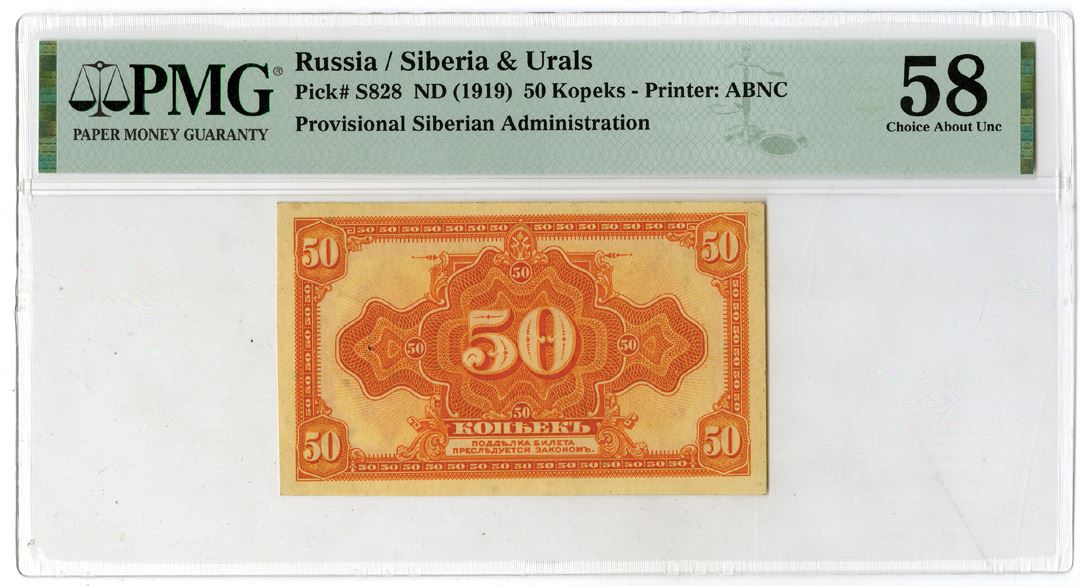 PMG®
PAPER MONEY GUARANTY
Russia / Siberia & Urals
Pick# S828 ND (1919) 50 Kopeks - Printer: ABNC
Provisional Siberian Administration
58
Choice About Unc
50 50
50
50 50 50
50
КОПѢЕКЪ
ПОДДѢЛКА БИЛЕТА
ПРЕСЛѢДУЕТСЯ ЗАКОНОМЪ.
50 50